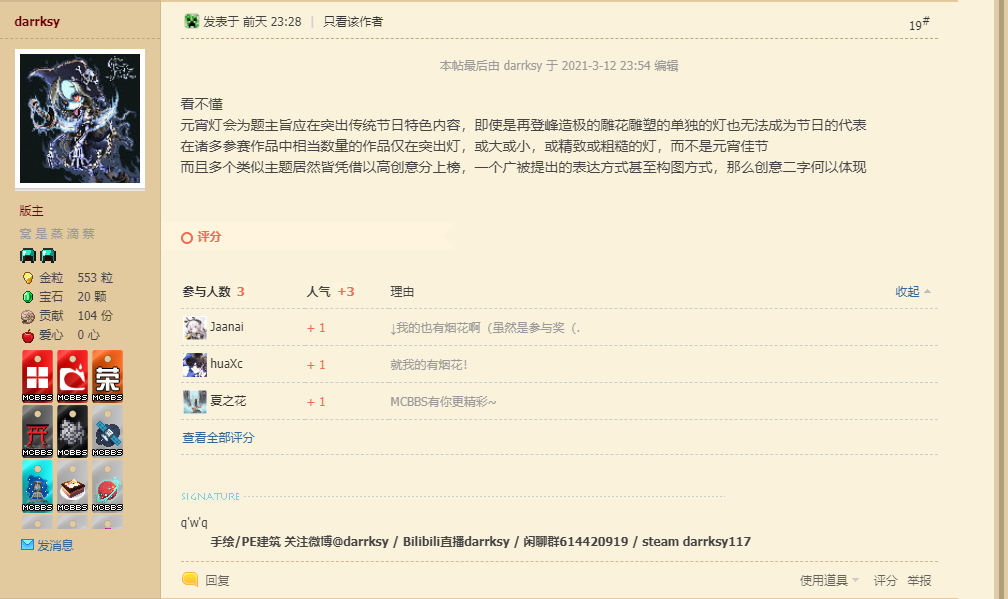 darrksy
发表于 前天 23:28 | 只看该作者
19#
本帖最后由 darrksy 于 2021-3-12 23:54 编辑
看不懂
元宵灯会为题主旨应在突出传统节日特色内容，即使是再登峰造极的雕花雕塑的单独的灯也无法成为节日的代表
在诸多参赛作品中相当数量的作品仅在突出灯，或大或小，或精致或粗糙的灯，而不是元宵佳节
而且多个类似主题居然皆凭借以高创意分上榜，一个广被提出的表达方式甚至构图方式，那么创意二字何以体现
版主
窝是蒸滴蔡
金粒 553 粒
宝石 20 颗
贡献 104 份
爱心 0 心
荣
MCBBS MCBBS MCBBS
MCBBS MCBBS MCBBS
MCBBS MCBBS MCBBS
发消息
评分
参与人数 3 人气 +3 理由 收起
Jaanai + 1 ↓我的也有烟花啊（虽然是参与奖（.
huaXc + 1 就我的有烟花！
夏之花 + 1 MCBBS有你更精彩~
查看全部评分
SIGNATURE
q'w'q
手绘/PE建筑 关注微博@darrksy / Bilibili直播darrksy / 闲聊群614420919 / steam darrksy117
回复 使用道具 评分 举报